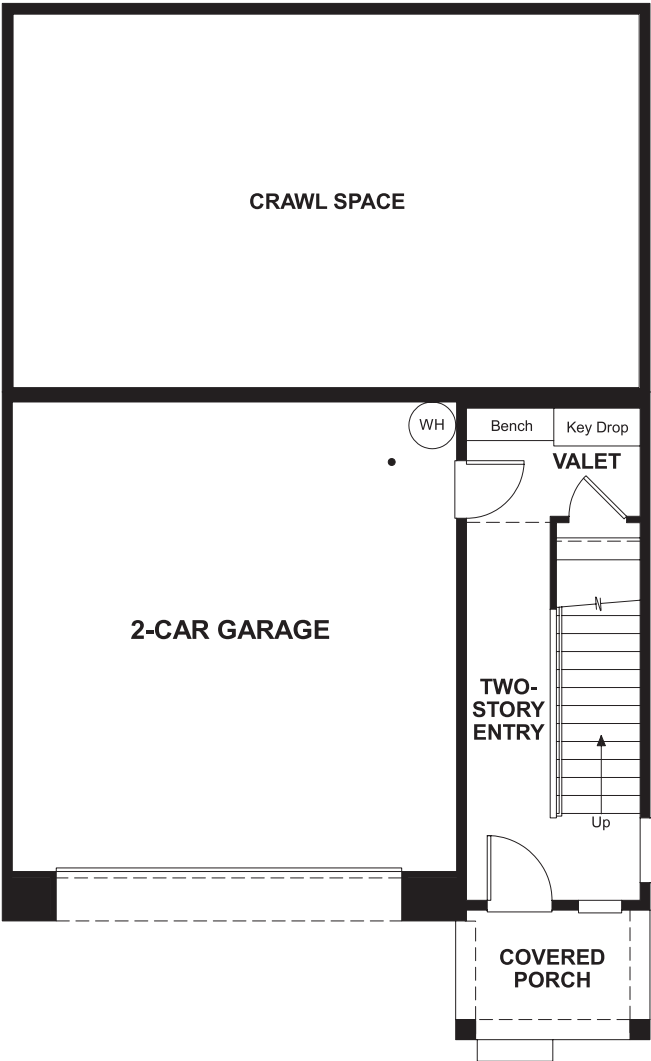 CRAWL SPACE
WH
Bench
Key Drop
VALET
2-CAR GARAGE
TWO-
STORY
ENTRY
Up
COVERED
PORCH